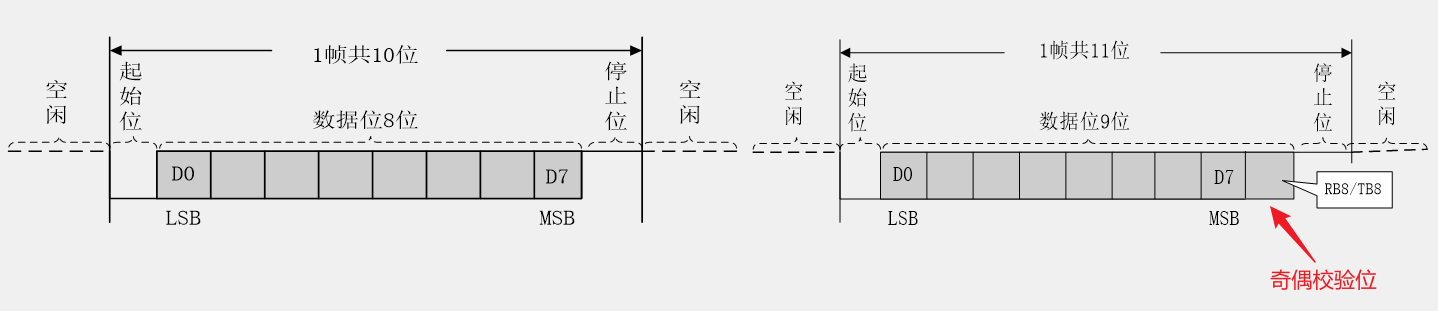 1帧共10位
空闲
起始位
数据位8位
停止位
空闲
D0
D7
LSB
MSB
1帧共11位
空闲
起始位
数据位9位
停止位
空闲
D0
D7
RB8/TB8
LSB
MSB
奇偶校验位